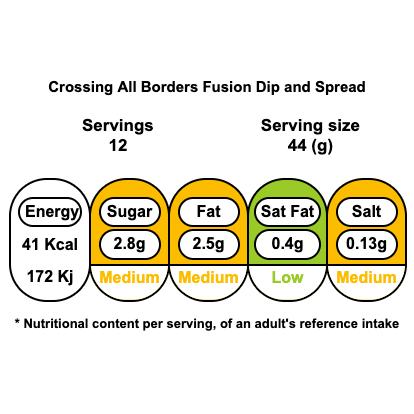 Crossing All Borders Fusion Dip and Spread
Servings Serving size
12 44 (g)
Energy Sugar Fat Sat Fat Salt
41 Kcal 2.8g 2.5g 0.4g 0.13g
172 Kj Medium Medium Low Medium
* Nutritional content per serving, of an adult's reference intake